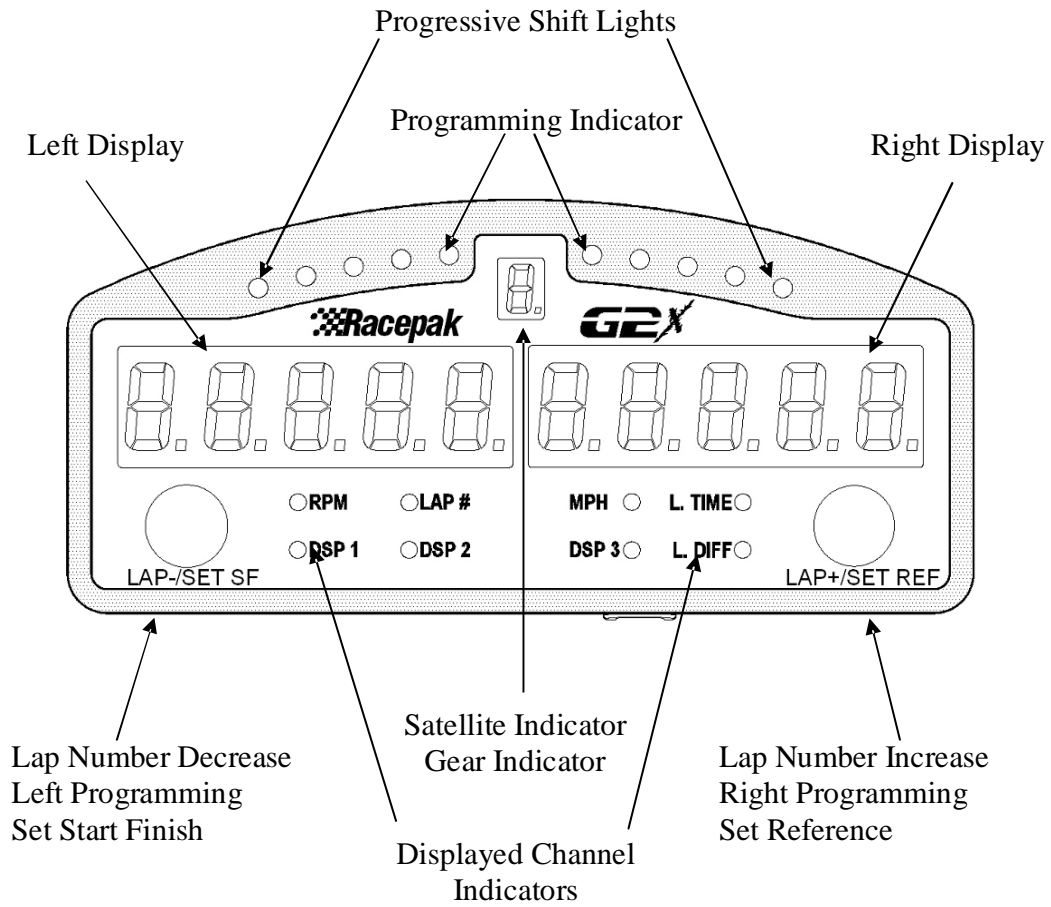 Progressive Shift Lights
Programming Indicator
Left Display
Right Display
Racepak
G2X
RPM
LAP #
MPH
L. TIME
DSP 1
DSP 2
DSP 3
L. DIFF
LAP-/SET SF
LAP+/SET REF
Satellite Indicator
Gear Indicator
Lap Number Decrease
Left Programming
Set Start Finish
Lap Number Increase
Right Programming
Set Reference
Displayed Channel
Indicators